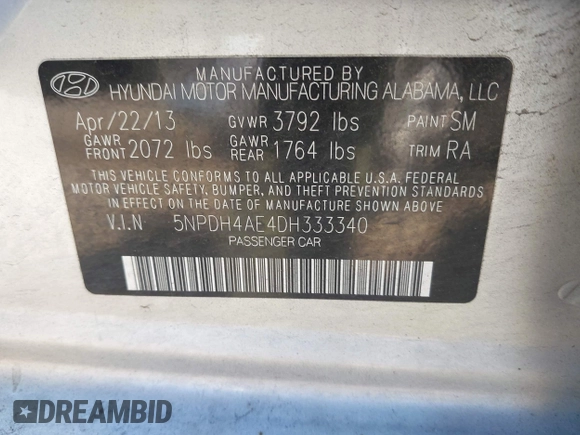 MANUFACTURED BY
HYUNDAI MOTOR MANUFACTURING ALABAMA, LLC
Apr/22/13 GVWR 3792 lbs PAINT SM
GAWR FRONT 2072 lbs GAWR REAR 1764 lbs TRIM RA
THIS VEHICLE CONFORMS TO ALL APPLICABLE U.S.A. FEDERAL
MOTOR VEHICLE SAFETY, BUMPER, AND THEFT PREVENTION STANDARDS
IN EFFECT ON THE DATE OF MANUFACTURE SHOWN ABOVE.
V.I.N 5NPDH4AE4DH333340
PASSENGER CAR
DREAMBID